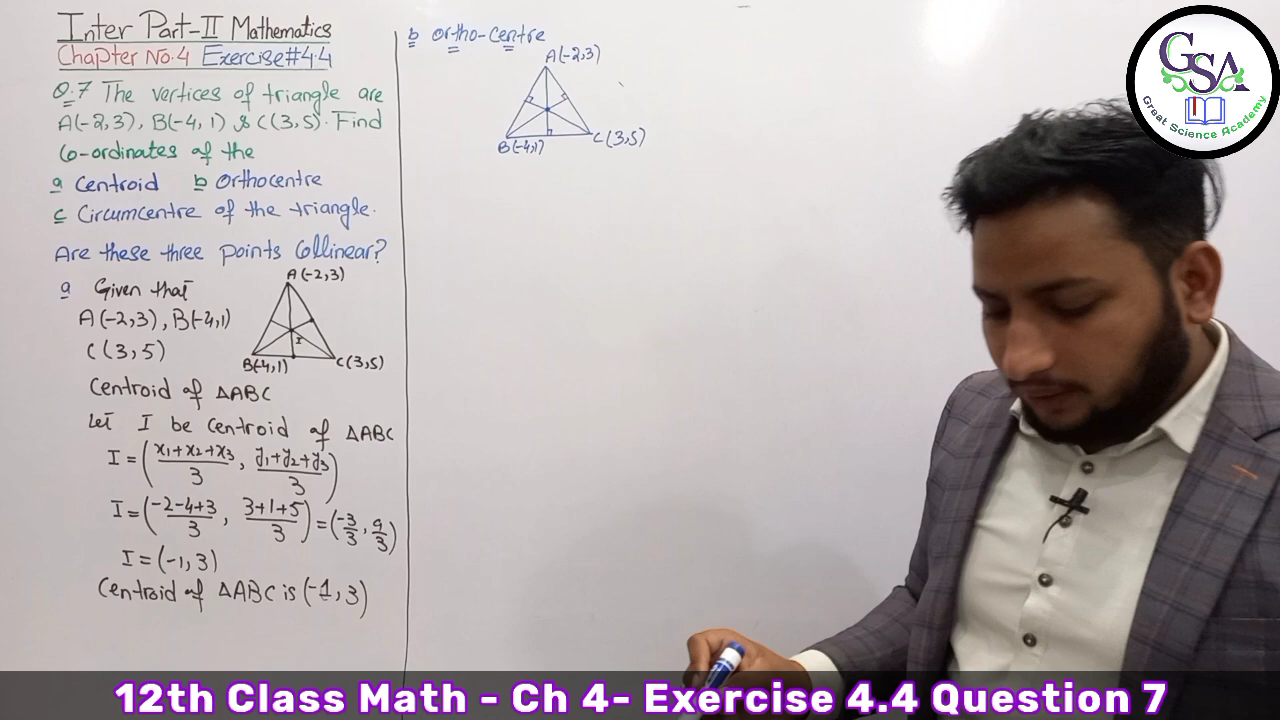 Inter Part-II Mathematics
Chapter No.4 Exercise#4.4
Q.7 The vertices of triangle are
A(-2,3), B(-4,1) & C(3,5). Find
Co-ordinates of the
a Centroid b Orthocentre
c Circumcentre of the triangle.
Are these three points Collinear?
a Given that
A(-2,3), B(-4,1)
C(3,5)
A(-2,3)
I
B(-4,1) C(3,5)
Centroid of △ABC
Let I be centroid of △ABC
I = (x1+x2+x3/3, y1+y2+y3/3)
I = (-2-4+3/3, 3+1+5/3) = (-3/3, 9/3)
I = (-1,3)
Centroid of △ABC is (-1,3)
b Ortho-Centre
A(-2,3)
B(-4,1) C(3,5)
GSA
Great Science Academy
12th Class Math - Ch 4- Exercise 4.4 Question 7